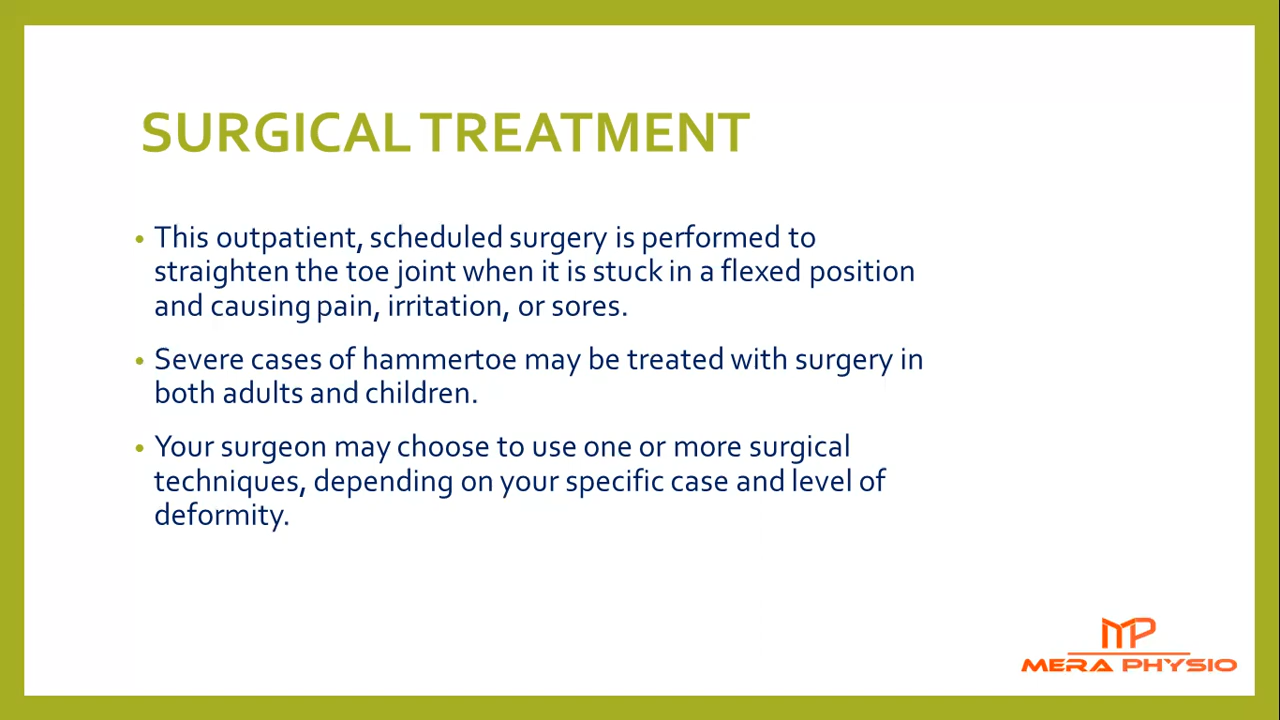 SURGICAL TREATMENT
• This outpatient, scheduled surgery is performed to
straighten the toe joint when it is stuck in a flexed position
and causing pain, irritation, or sores.
• Severe cases of hammertoe may be treated with surgery in
both adults and children.
• Your surgeon may choose to use one or more surgical
techniques, depending on your specific case and level of
deformity.
MP
MERA PHYSIO